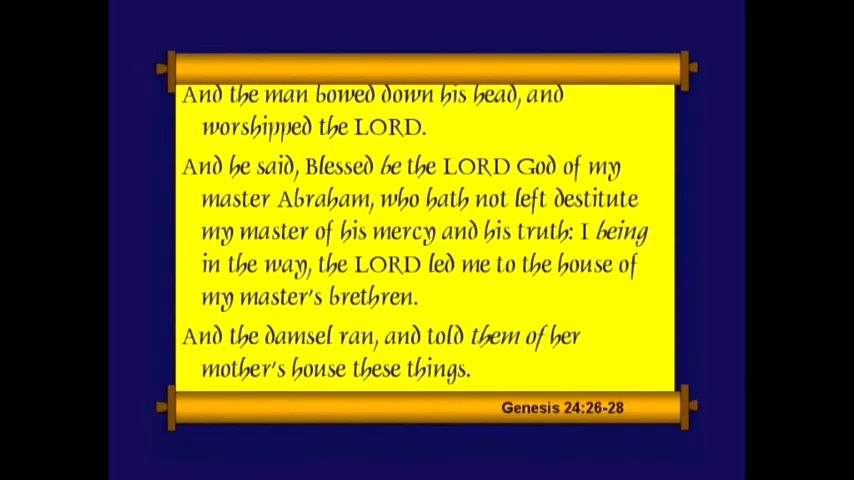 And the man bowed down his head, and
worshipped the LORD.
And he said, Blessed be the LORD God of my
master Abraham, who hath not left destitute
my master of his mercy and his truth: I being
in the way, the LORD led me to the house of
my master's brethren.
And the damsel ran, and told them of her
mother's house these things.
Genesis 24:26-28